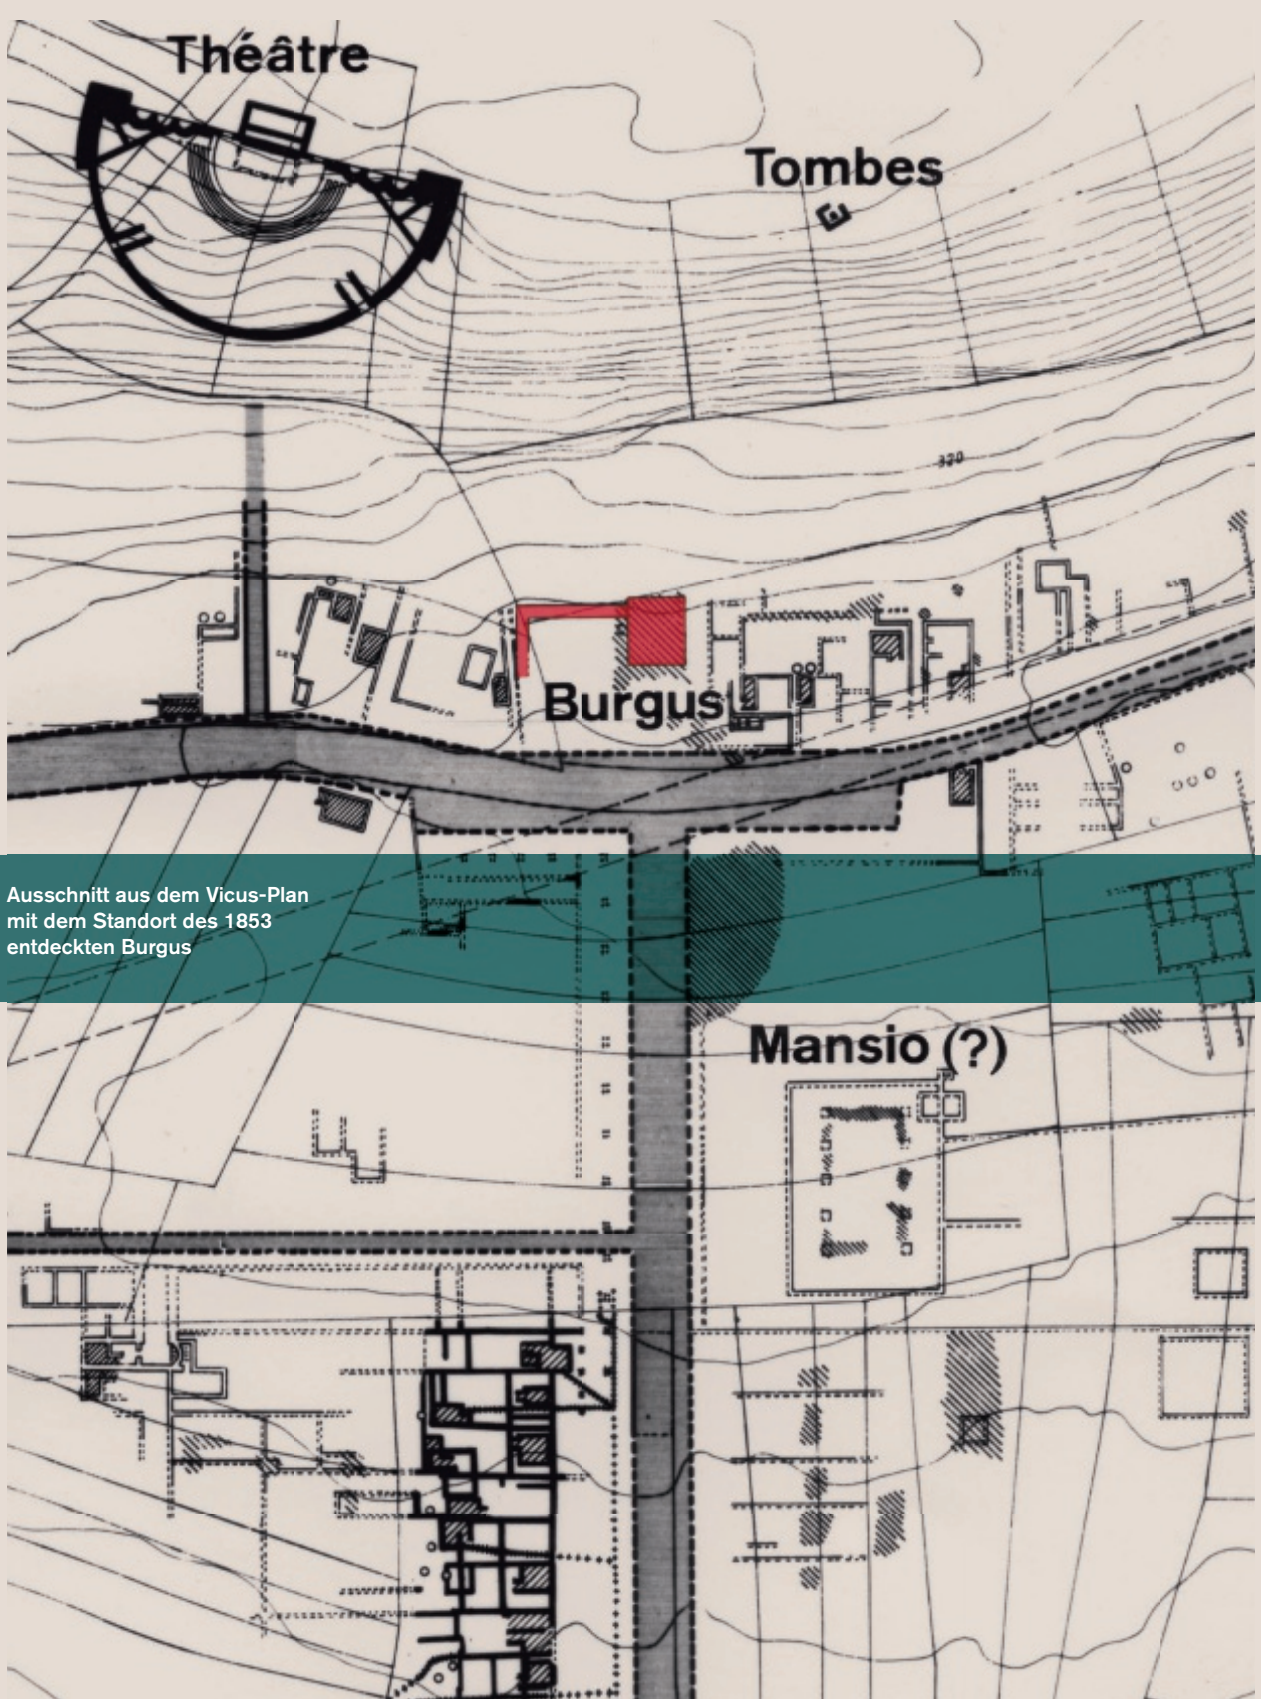 Théâtre
Tombes
320
Burgus
Ausschnitt aus dem Vicus-Plan
mit dem Standort des 1853
entdeckten Burgus
Mansio (?)